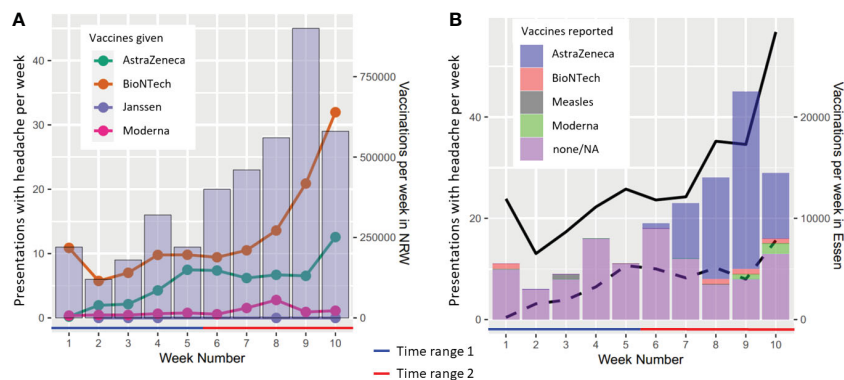 A
Presentations with headache per week
40
30
20
10
0
Vaccines given
AstraZeneca
BioNTech
Janssen
Moderna
750000
500000
250000
0
Vaccinations per week in NRW
1 2 3 4 5 6 7 8 9 10
Week Number
B
Presentations with headache per week
40
20
0
Vaccines reported
AstraZeneca
BioNTech
Measles
Moderna
none/NA
20000
10000
0
Vaccinations per week in Essen
1 2 3 4 5 6 7 8 9 10
Week Number
Time range 1
Time range 2